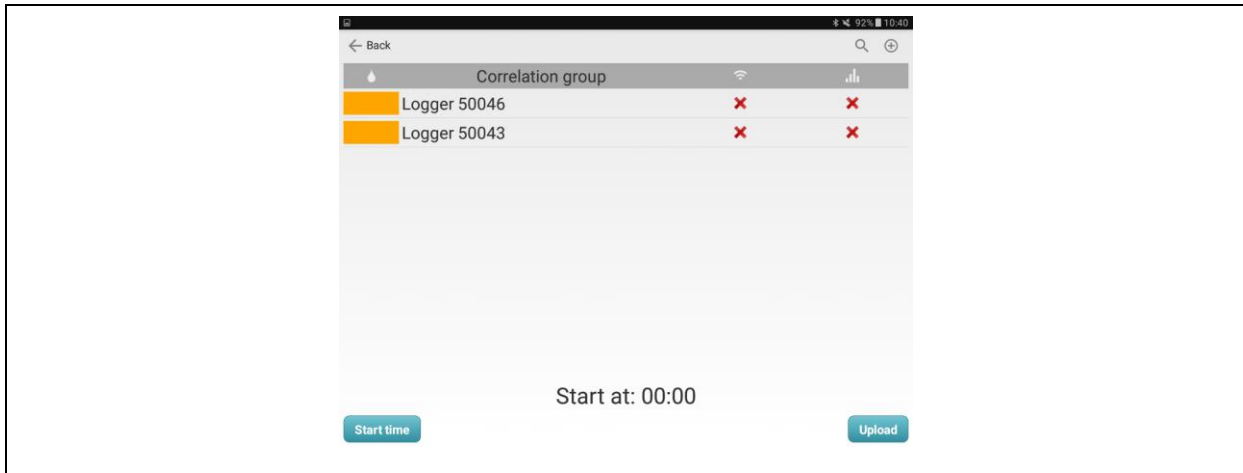 92% 10:40
Back
Correlation group
Logger 50046
Logger 50043
Start at: 00:00
Start time Upload